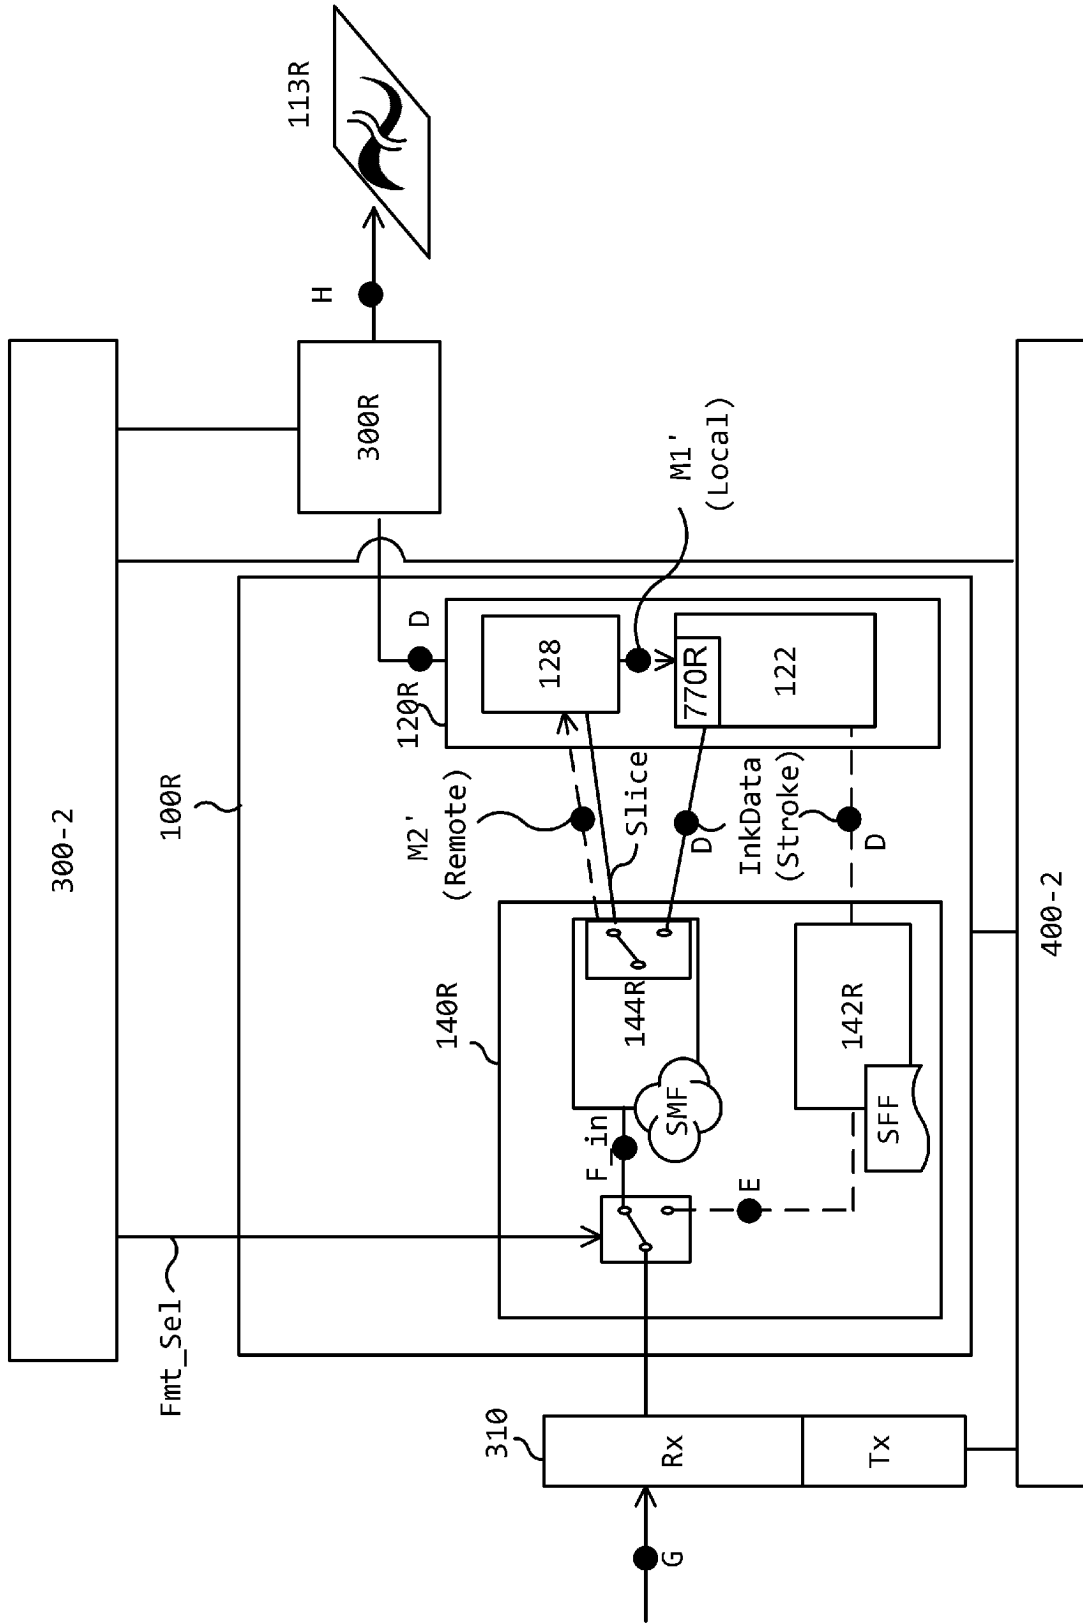 300-2
Fmt_Sel
100R
300R
H
113R
140R
120R
D
M2'
(Remote)
128
Slice
M1'
(Local)
770R
122
D
InkData
(Stroke)
D
F_in
144R
SMF
E
142R
SFF
310
Rx
Tx
G
400-2